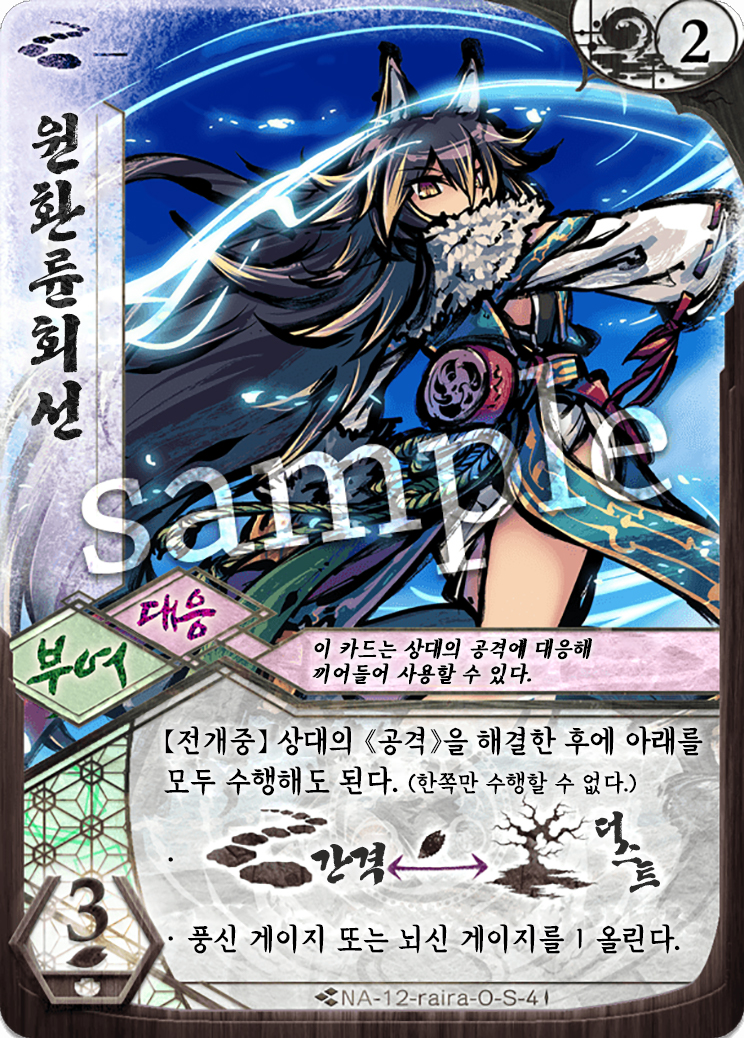 2
원환륜회선
sample
대응
부여
이 카드는 상대의 공격에 대응해
끼어들어 사용할 수 있다.
【전개중】 상대의 《공격》을 해결한 후에 아래를
모두 수행해도 된다. (한쪽만 수행할 수 없다.)
· 간격 ↔ 더스트
3
· 풍신 게이지 또는 뇌신 게이지를 1 올린다.
NA-12-raira-O-S-4